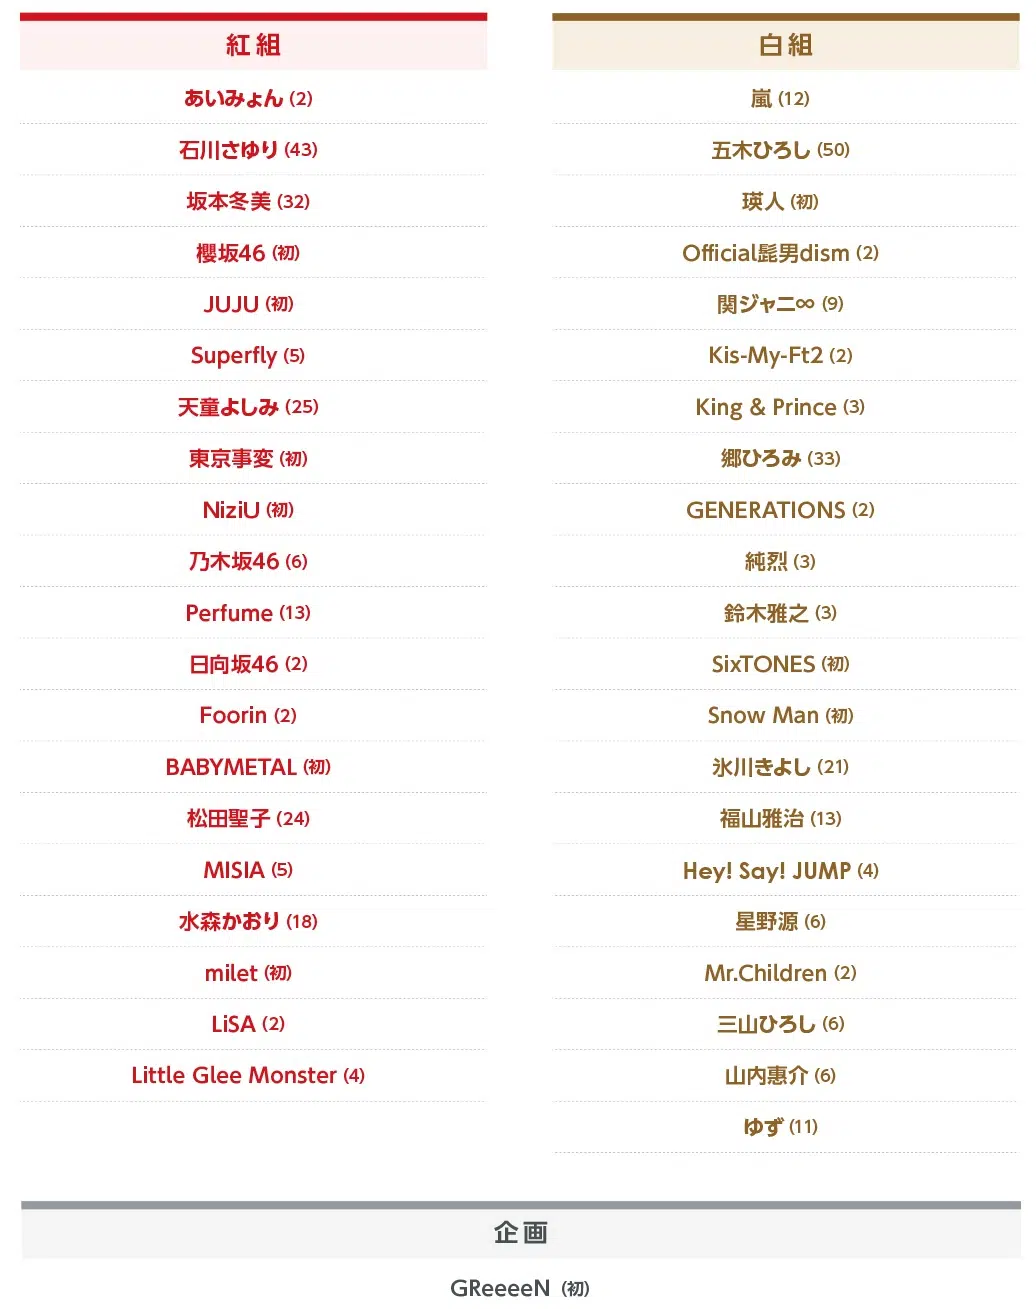 紅組
あいみょん (2)
石川さゆり (43)
坂本冬美 (32)
櫻坂46 (初)
JUJU (初)
Superfly (5)
天童よしみ (25)
東京事変 (初)
NiziU (初)
乃木坂46 (6)
Perfume (13)
日向坂46 (2)
Foorin (2)
BABYMETAL (初)
松田聖子 (24)
MISIA (5)
水森かおり (18)
milet (初)
LiSA (2)
Little Glee Monster (4)
白組
嵐 (12)
五木ひろし (50)
瑛人 (初)
Official髭男dism (2)
関ジャニ∞ (9)
Kis-My-Ft2 (2)
King & Prince (3)
郷ひろみ (33)
GENERATIONS (2)
純烈 (3)
鈴木雅之 (3)
SixTONES (初)
Snow Man (初)
氷川きよし (21)
福山雅治 (13)
Hey! Say! JUMP (4)
星野源 (6)
Mr.Children (2)
三山ひろし (6)
山内惠介 (6)
ゆず (11)
企画
GReeeeN (初)